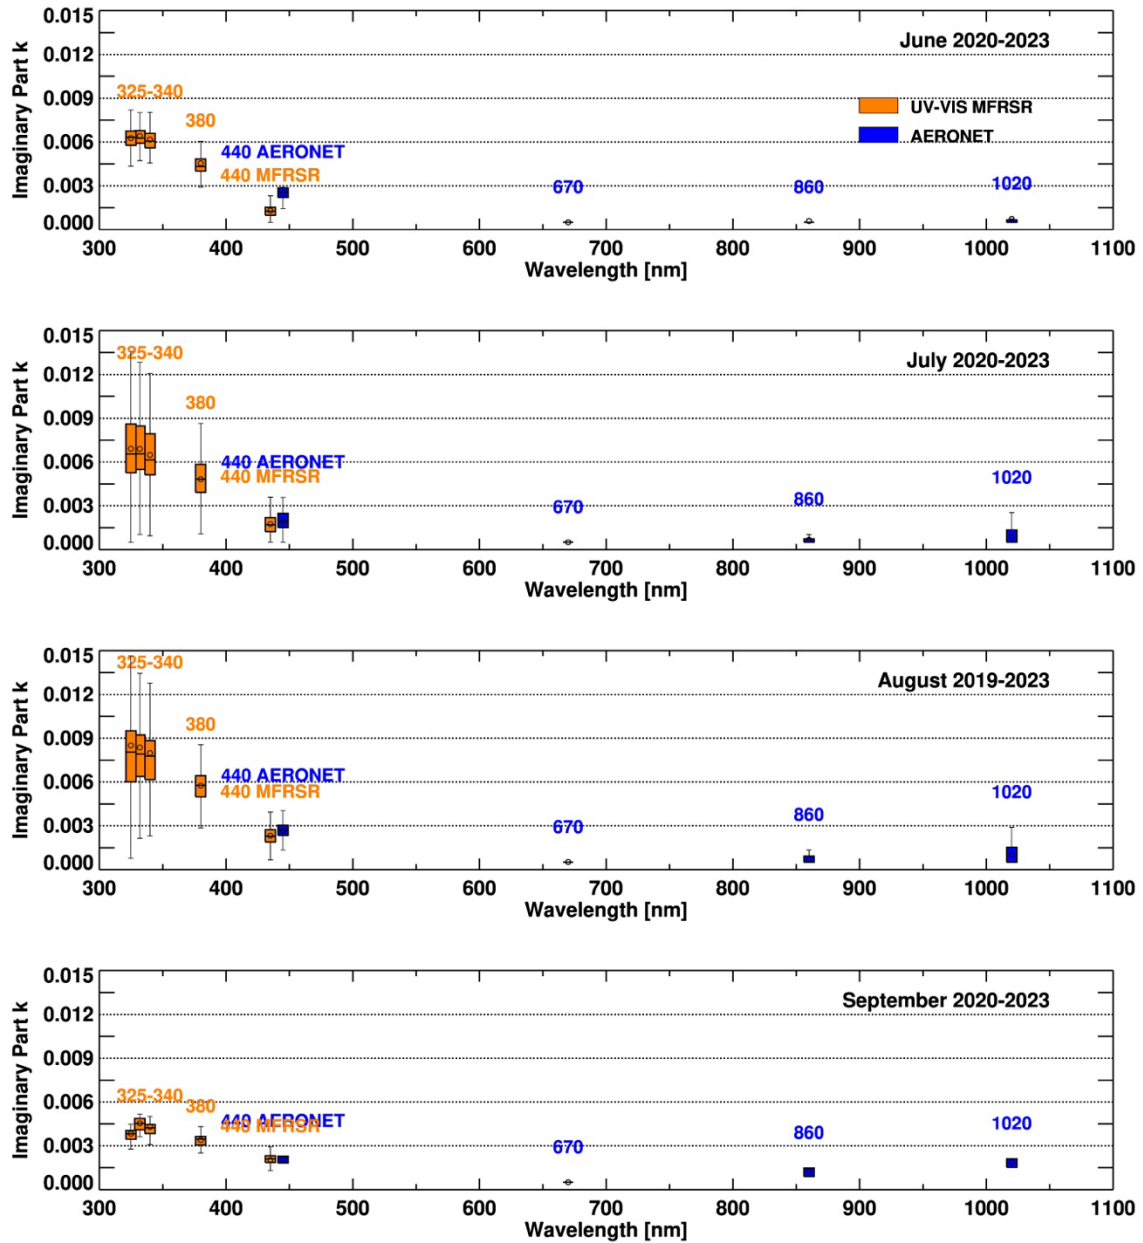 June 2020-2023
Imaginary Part k
0.015
0.012
0.009
0.006
0.003
0.000
325-340
380
440 AERONET
440 MFRSR
670
860
1020
UV-VIS MFRSR
AERONET
300 400 500 600 700 800 900 1000 1100
Wavelength [nm]
July 2020-2023
Imaginary Part k
0.015
0.012
0.009
0.006
0.003
0.000
325-340
380
440 AERONET
440 MFRSR
670
860
1020
300 400 500 600 700 800 900 1000 1100
Wavelength [nm]
August 2019-2023
Imaginary Part k
0.015
0.012
0.009
0.006
0.003
0.000
325-340
380
440 AERONET
440 MFRSR
670
860
1020
300 400 500 600 700 800 900 1000 1100
Wavelength [nm]
September 2020-2023
Imaginary Part k
0.015
0.012
0.009
0.006
0.003
0.000
325-340
380
440 AERONET
440 MFRSR
670
860
1020
300 400 500 600 700 800 900 1000 1100
Wavelength [nm]